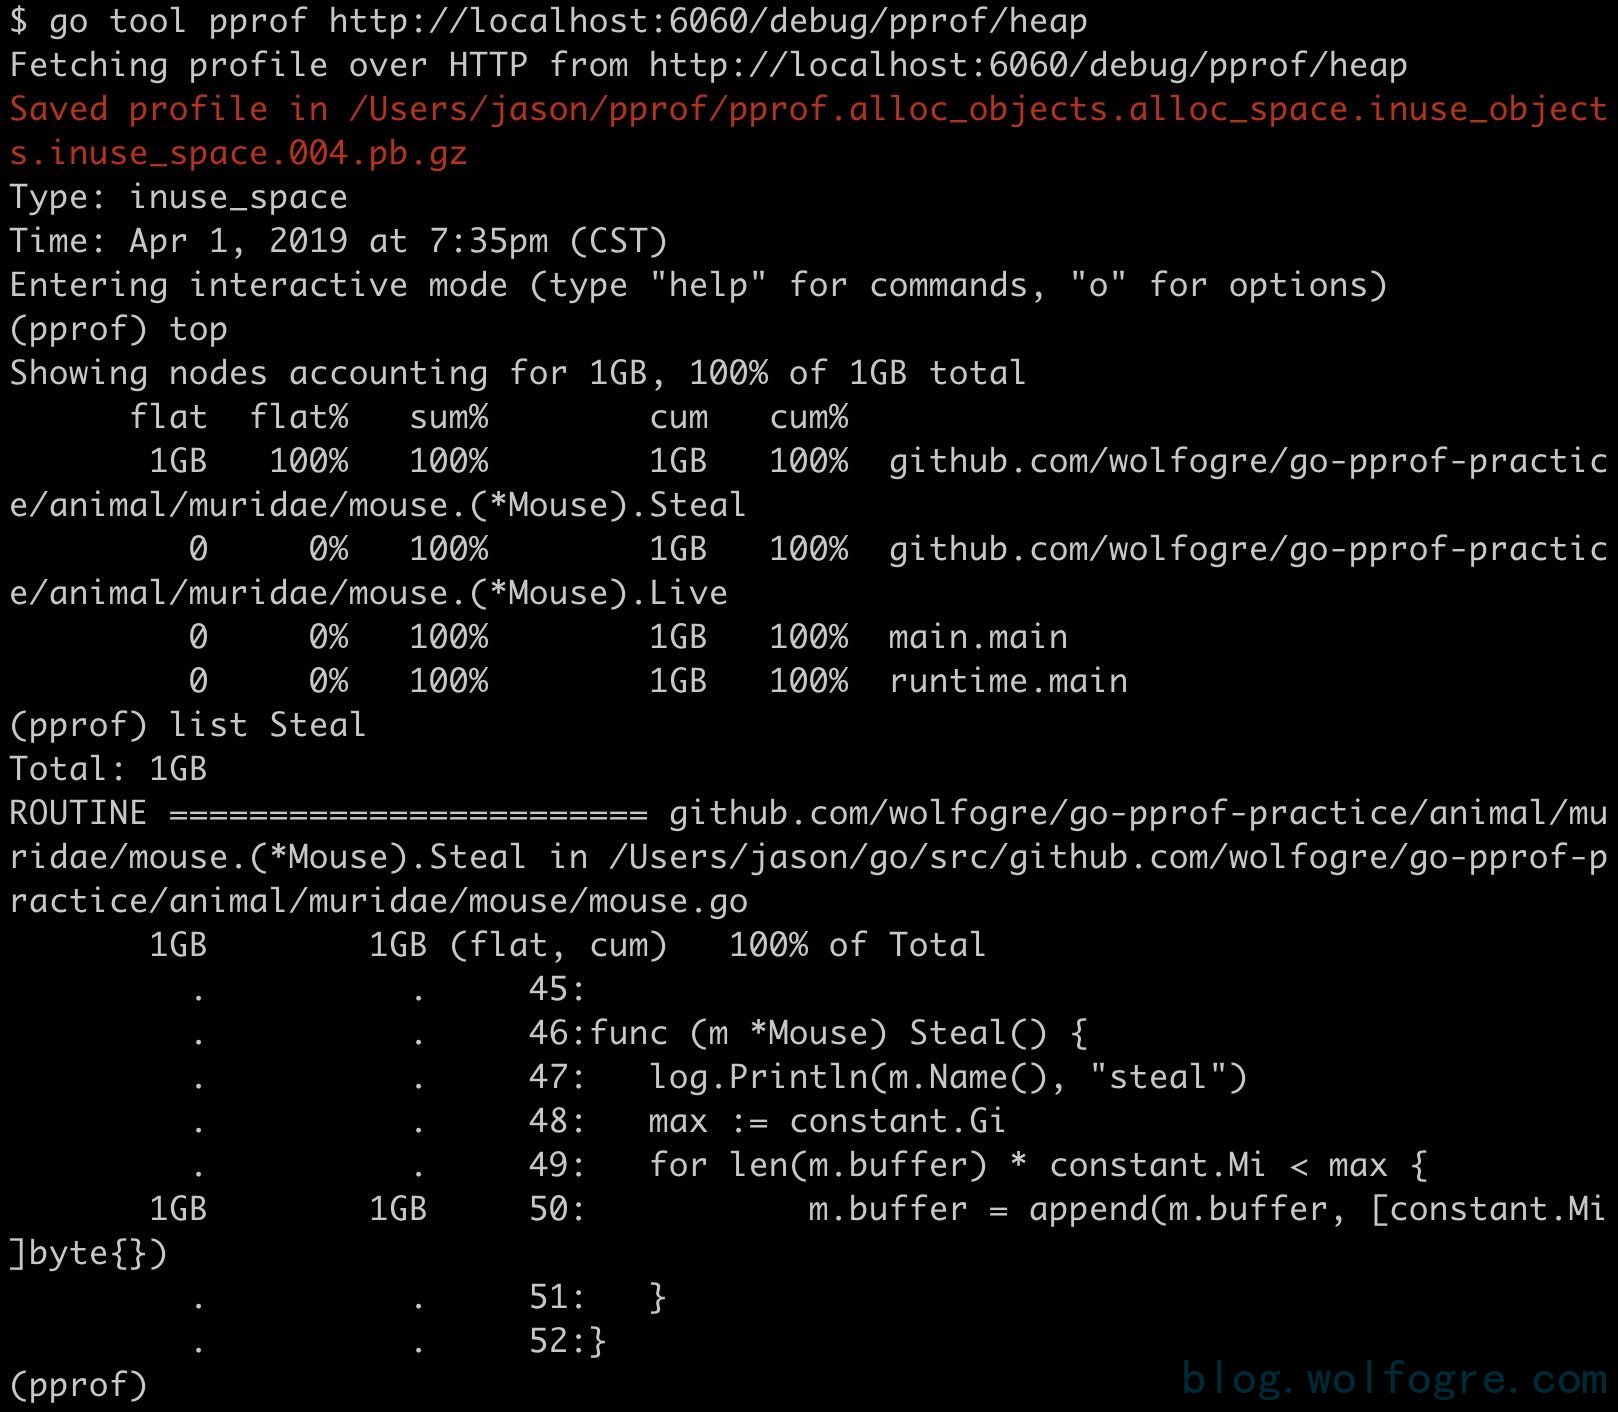 $ go tool pprof http://localhost:6060/debug/pprof/heap
Fetching profile over HTTP from http://localhost:6060/debug/pprof/heap
Saved profile in /Users/jason/pprof/pprof.alloc_objects.alloc_space.inuse_object
s.inuse_space.004.pb.gz
Type: inuse_space
Time: Apr 1, 2019 at 7:35pm (CST)
Entering interactive mode (type "help" for commands, "o" for options)
(pprof) top
Showing nodes accounting for 1GB, 100% of 1GB total
      flat  flat%   sum%        cum   cum%
       1GB   100%   100%        1GB   100%  github.com/wolfogre/go-pprof-practic
e/animal/muridae/mouse.(*Mouse).Steal
         0     0%   100%        1GB   100%  github.com/wolfogre/go-pprof-practic
e/animal/muridae/mouse.(*Mouse).Live
         0     0%   100%        1GB   100%  main.main
         0     0%   100%        1GB   100%  runtime.main
(pprof) list Steal
Total: 1GB
ROUTINE ======================== github.com/wolfogre/go-pprof-practice/animal/mu
ridae/mouse.(*Mouse).Steal in /Users/jason/go/src/github.com/wolfogre/go-pprof-p
ractice/animal/muridae/mouse/mouse.go
       1GB        1GB (flat, cum)   100% of Total
         .          .     45:
         .          .     46:func (m *Mouse) Steal() {
         .          .     47:   log.Println(m.Name(), "steal")
         .          .     48:   max := constant.Gi
         .          .     49:   for len(m.buffer) * constant.Mi < max {
       1GB        1GB     50:           m.buffer = append(m.buffer, [constant.Mi
]byte{})
         .          .     51:   }
         .          .     52:}
(pprof)
blog.wolfogre.com